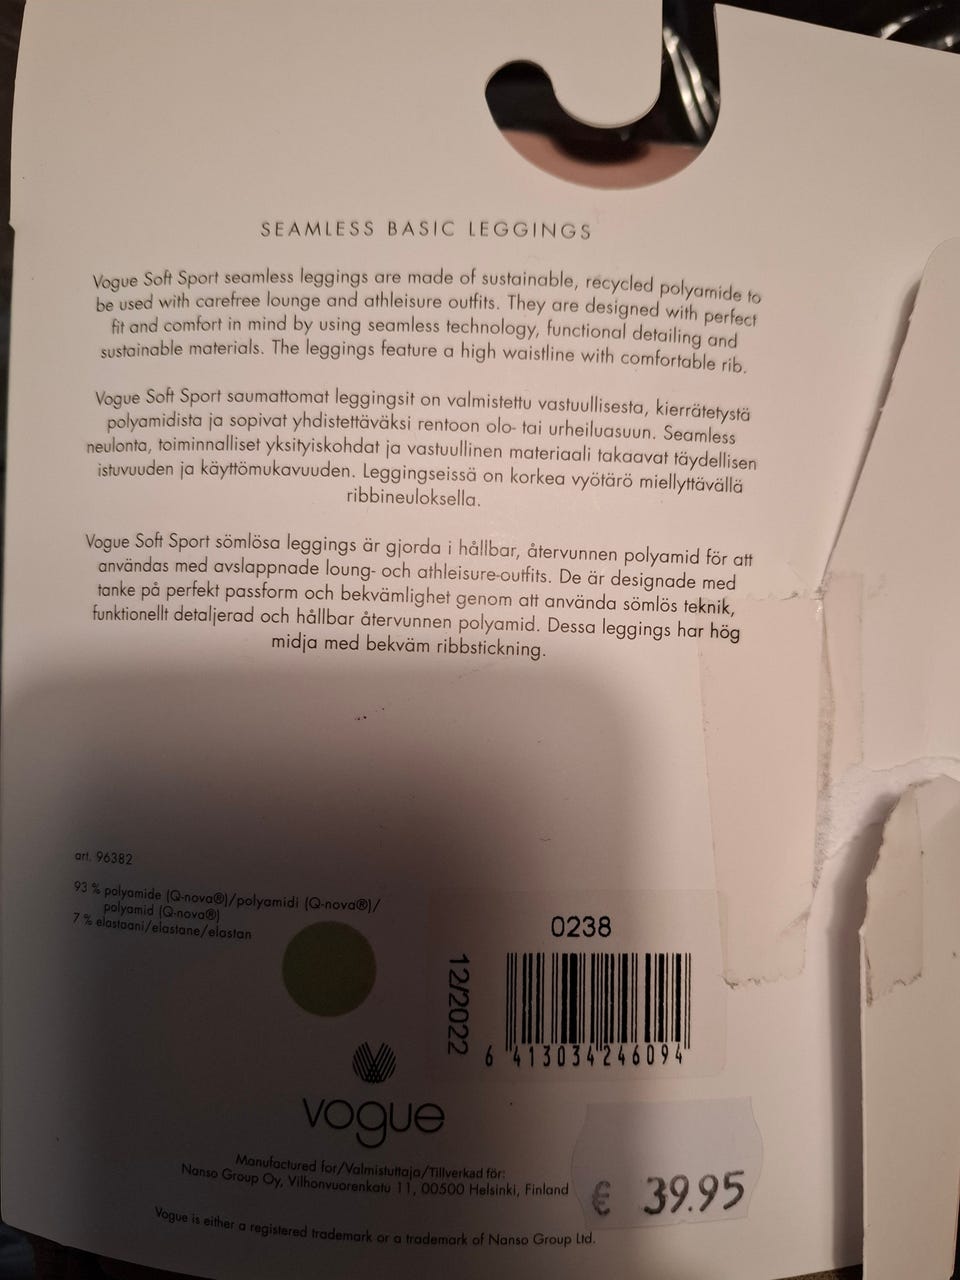 SEAMLESS BASIC LEGGINGS
Vogue Soft Sport seamless leggings are made of sustainable, recycled polyamide to
be used with carefree lounge and athleisure outfits. They are designed with perfect
fit and comfort in mind by using seamless technology, functional detailing and
sustainable materials. The leggings feature a high waistline with comfortable rib.
Vogue Soft Sport saumattomat leggingsit on valmistettu vastuullisesta, kierrätetystä
polyamidista ja sopivat yhdistettäväksi rentoon olo- tai urheiluasuun. Seamless
neulonta, toiminnalliset yksityiskohdat ja vastuullinen materiaali takaavat täydellisen
istuvuuden ja käyttömukavuuden. Leggingseissä on korkea vyötärö miellyttävällä
ribbineuloksella.
Vogue Soft Sport sömlösa leggings är gjorda i hållbar, återvunnen polyamid för att
användas med avslappnade loung- och athleisure-outfits. De är designade med
tanke på perfekt passform och bekvämlighet genom att använda sömlös teknik,
funktionellt detaljerad och hållbar återvunnen polyamid. Dessa leggings har hög
midja med bekväm ribbstickning.
art. 96382
93 % polyamide (Q-nova®)/polyamidi (Q-nova®)/
polyamid (Q-nova®)
7 % elastaani/elastane/elastan
0238
12/2022
6 413034 246094
vogue
Manufactured for/Valmistuttaja/Tillverkad för:
Nanso Group Oy, Vilhonvuorenkatu 11, 00500 Helsinki, Finland
€ 39.95
Vogue is either a registered trademark or a trademark of Nanso Group Ltd.